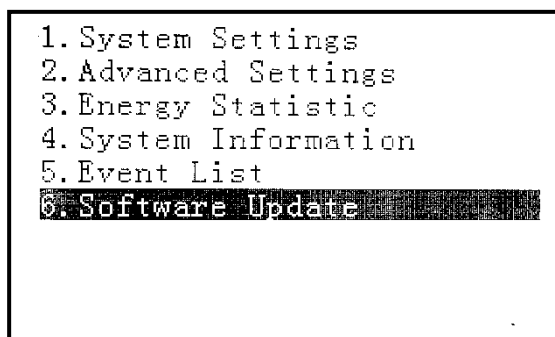 1. System Settings
2. Advanced Settings
3. Energy Statistic
4. System Information
5. Event List
6. Software Update